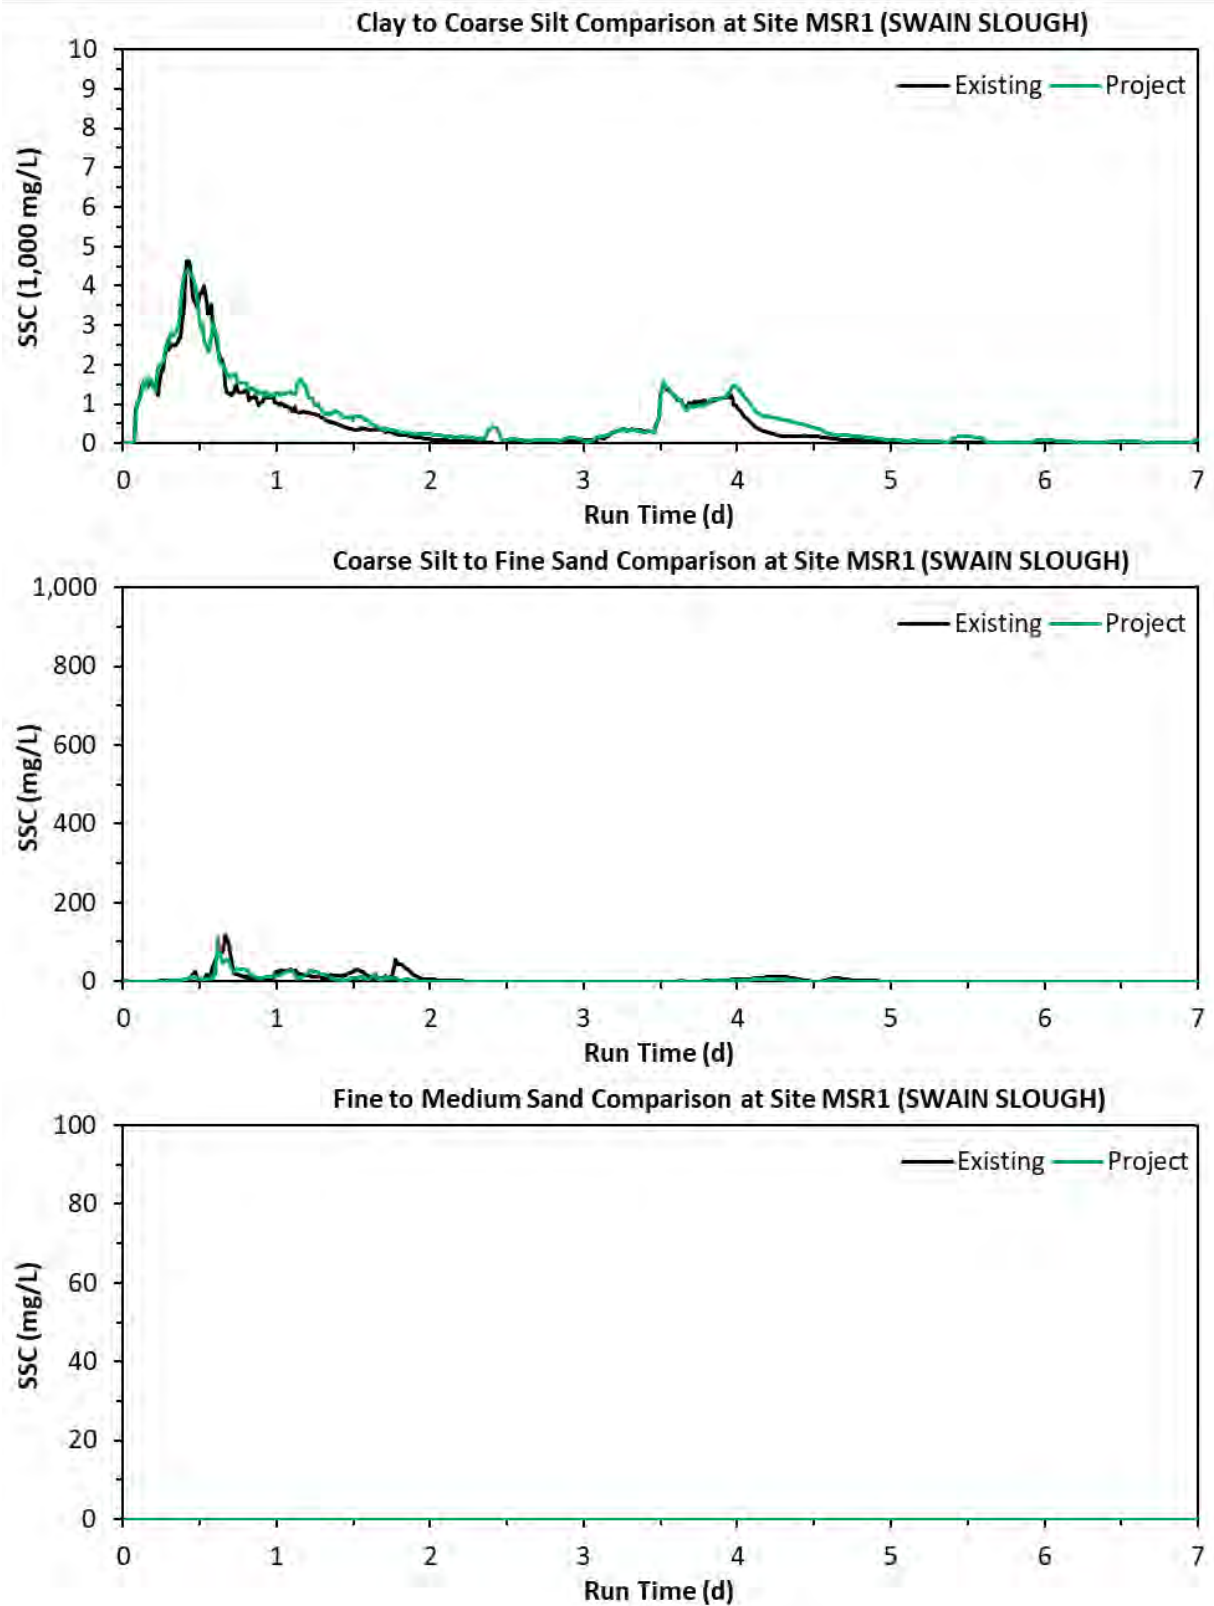 Clay to Coarse Silt Comparison at Site MSR1 (SWAIN SLOUGH)
10
9
8
7
6
5
4
3
2
1
0
SSC (1,000 mg/L)
Existing Project
0 1 2 3 4 5 6 7
Run Time (d)
Coarse Silt to Fine Sand Comparison at Site MSR1 (SWAIN SLOUGH)
1,000
800
600
400
200
0
SSC (mg/L)
Existing Project
0 1 2 3 4 5 6 7
Run Time (d)
Fine to Medium Sand Comparison at Site MSR1 (SWAIN SLOUGH)
100
80
60
40
20
0
SSC (mg/L)
Existing Project
0 1 2 3 4 5 6 7
Run Time (d)